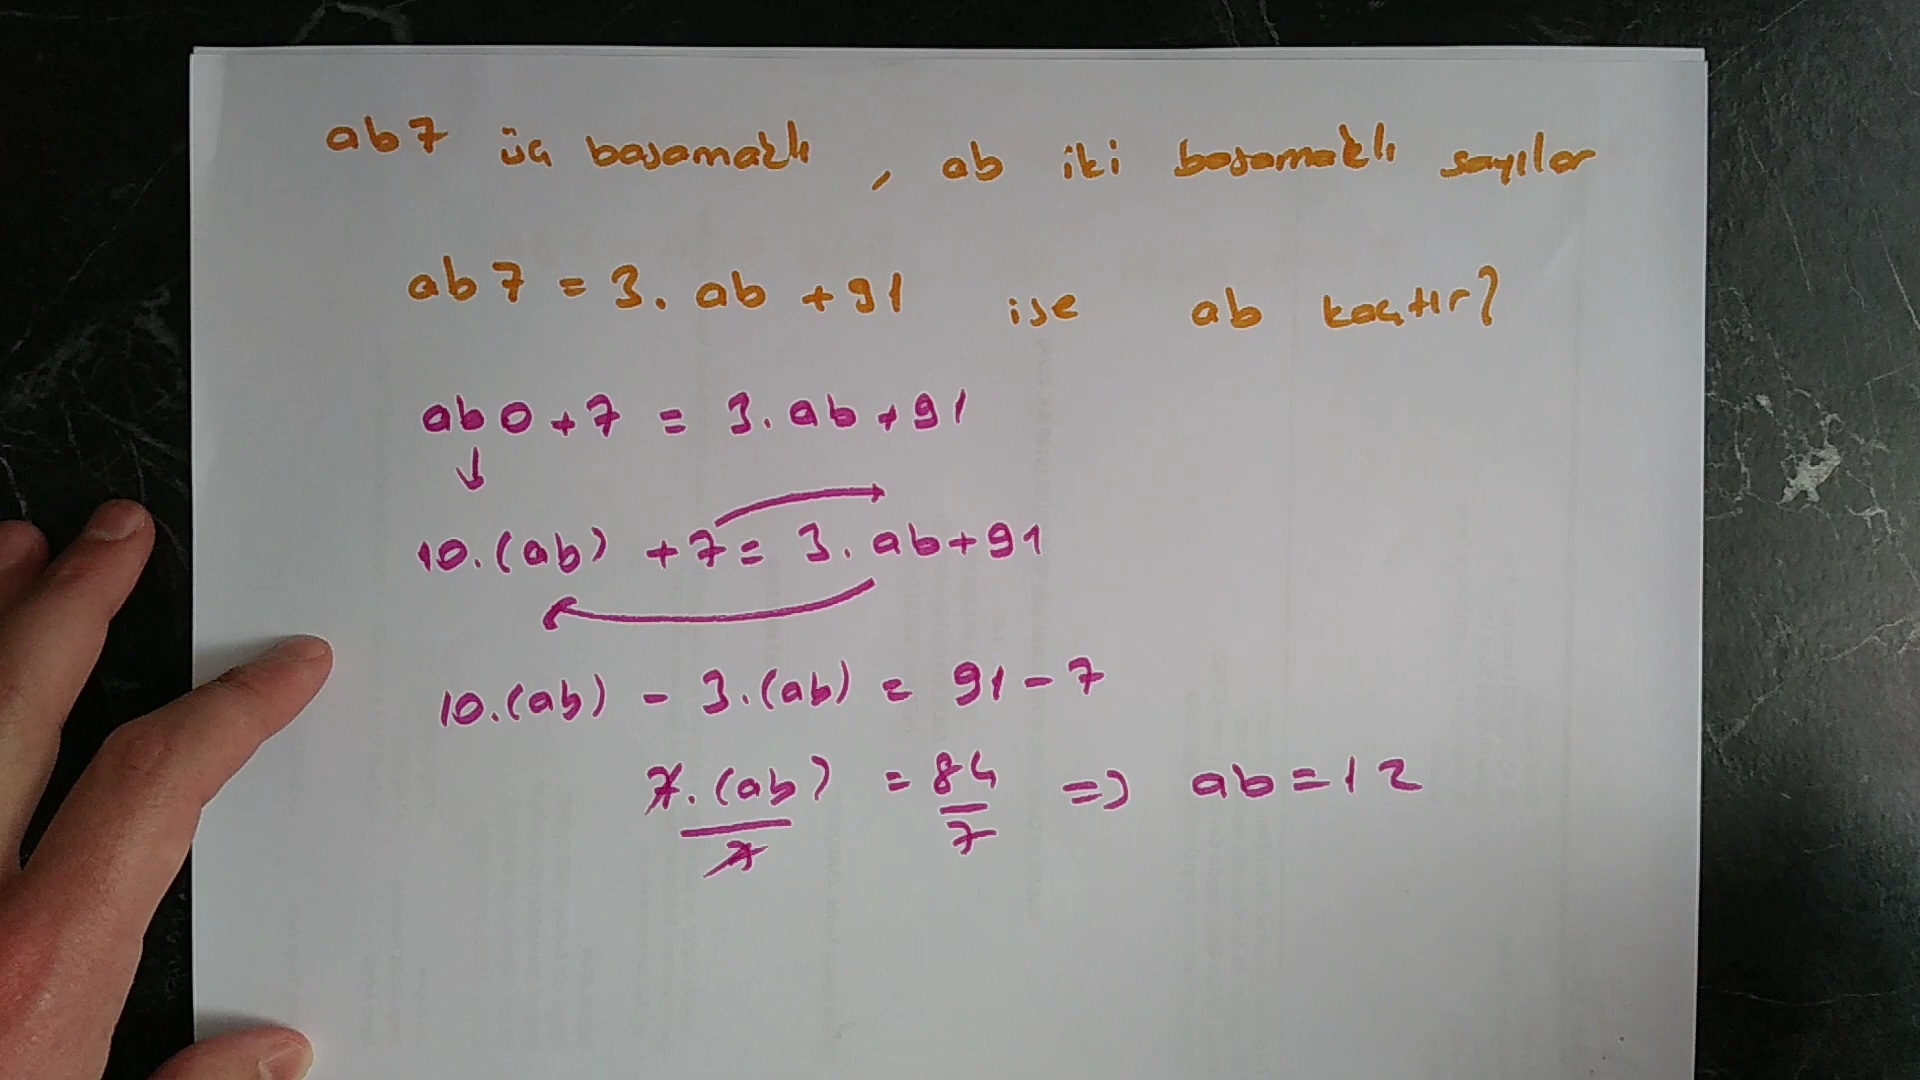 ab7 üç basamaklı, ab iki basamaklı sayılar
ab7 = 3. ab +91 ise ab kaçtır?
ab0+7 = 3. ab +91
↓
10.(ab) +7 = 3. ab+91
10.(ab) - 3.(ab) = 91-7
7.(ab)/7 = 84/7 => ab=12